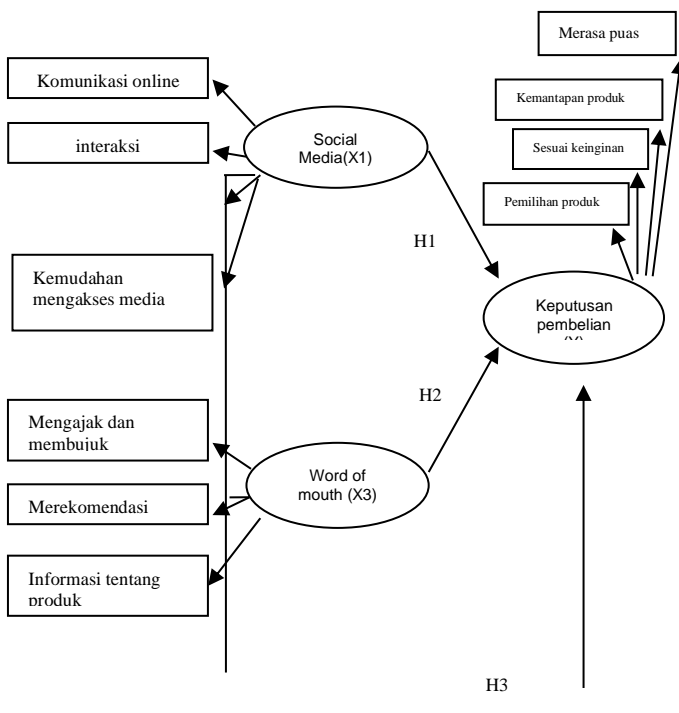 Merasa puas
Komunikasi online
Kemantapan produk
interaksi
Social
Media(X1)
Sesuai keinginan
Pemilihan produk
H1
Kemudahan
mengakses media
Keputusan
pembelian
H2
Mengajak dan
membujuk
Word of
mouth (X3)
Merekomendasi
Informasi tentang
produk
H3